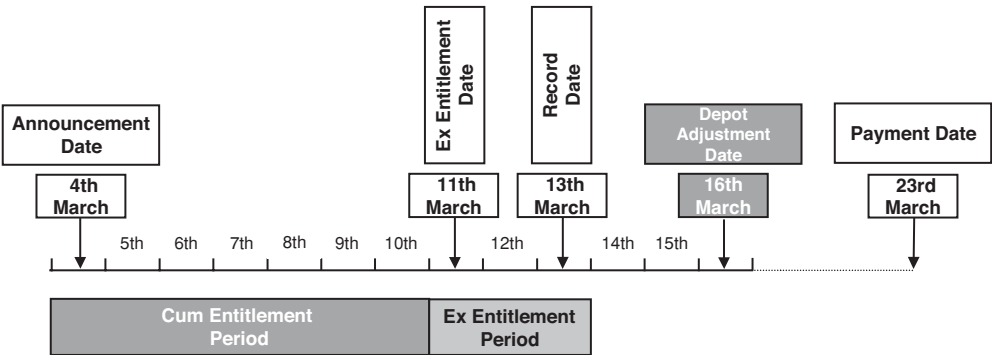 Announcement
Date
4th
March
Ex Entitlement
Date
11th
March
Record
Date
13th
March
Depot
Adjustment
Date
16th
March
Payment Date
23rd
March
5th
6th
7th
8th
9th
10th
12th
14th
15th
Cum Entitlement
Period
Ex Entitlement
Period